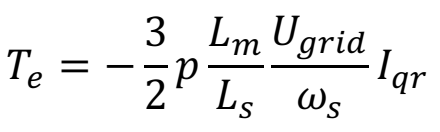 T_e = -\frac{3}{2} p \frac{L_m}{L_s} \frac{U_{grid}}{\omega_s} I_{qr}